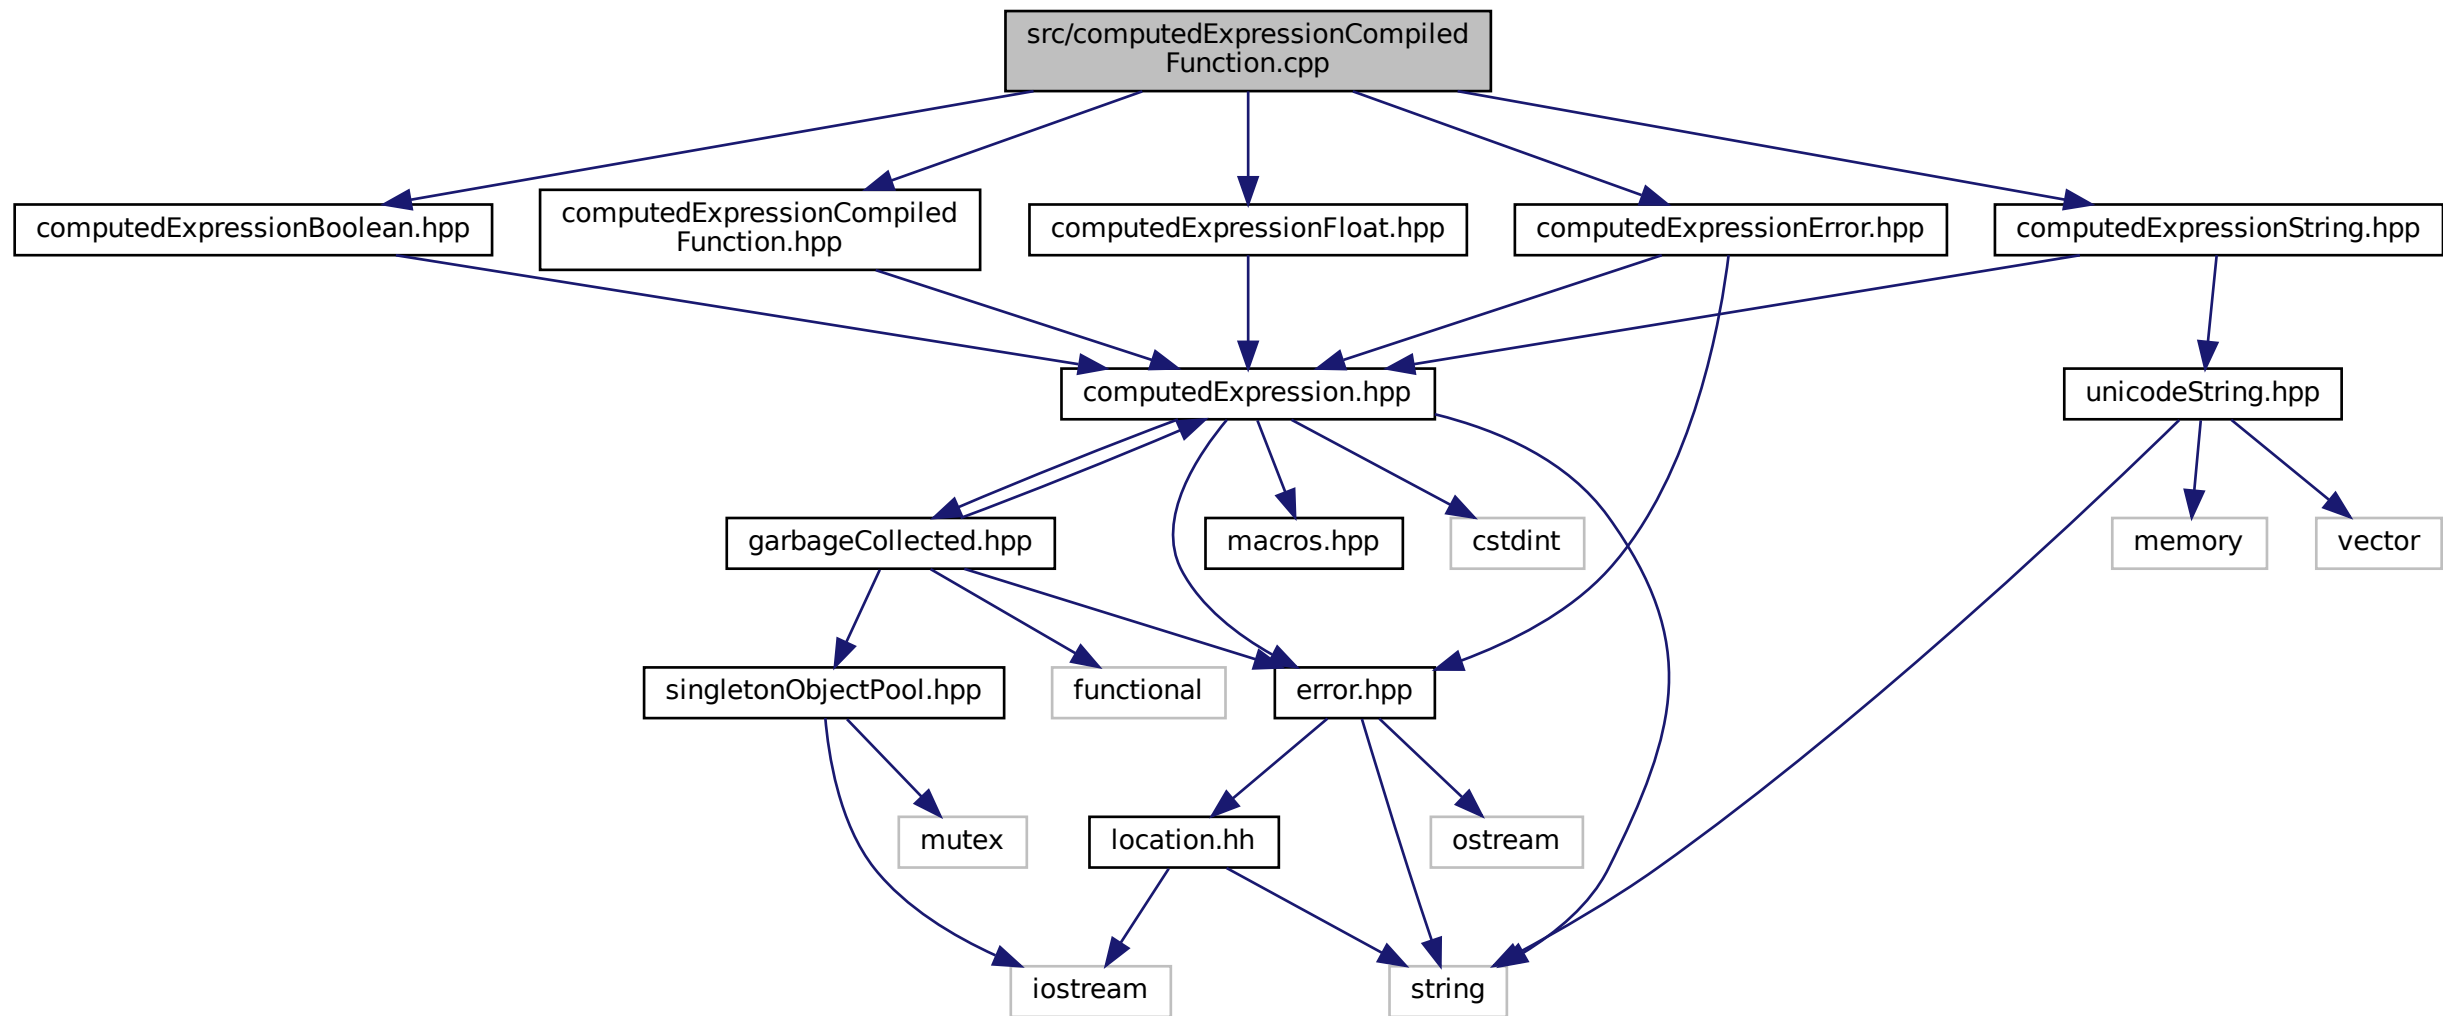 src/computedExpressionCompiled
Function.cpp
computedExpressionBoolean.hpp
computedExpressionCompiled
Function.hpp
computedExpressionFloat.hpp
computedExpressionError.hpp
computedExpressionString.hpp
computedExpression.hpp
unicodeString.hpp
garbageCollected.hpp
macros.hpp
cstdint
memory
vector
singletonObjectPool.hpp
functional
error.hpp
mutex
location.hh
ostream
iostream
string